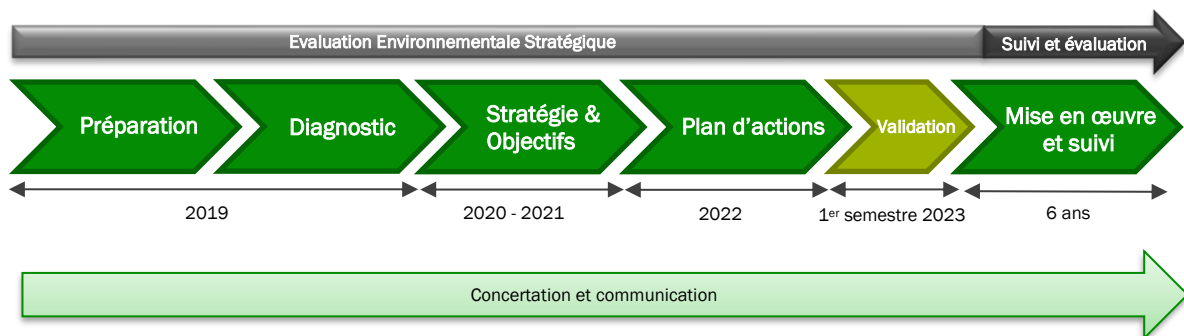 Evaluation Environnementale Stratégique
Suivi et évaluation
Préparation
Diagnostic
Stratégie &
Objectifs
Plan d'actions
Validation
Mise en œuvre
et suivi
2019
2020 - 2021
2022
1er semestre 2023
6 ans
Concertation et communication